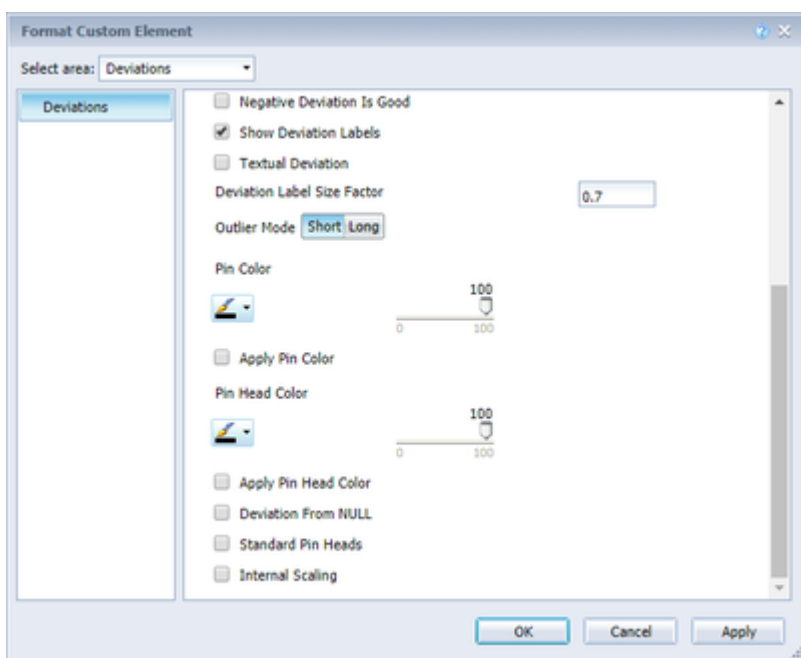 Format Custom Element
Select area: Deviations
Deviations
Negative Deviation Is Good
Show Deviation Labels
Textual Deviation
Deviation Label Size Factor 0.7
Outlier Mode Short Long
Pin Color
100
0 100
Apply Pin Color
Pin Head Color
100
0 100
Apply Pin Head Color
Deviation From NULL
Standard Pin Heads
Internal Scaling
OK Cancel Apply